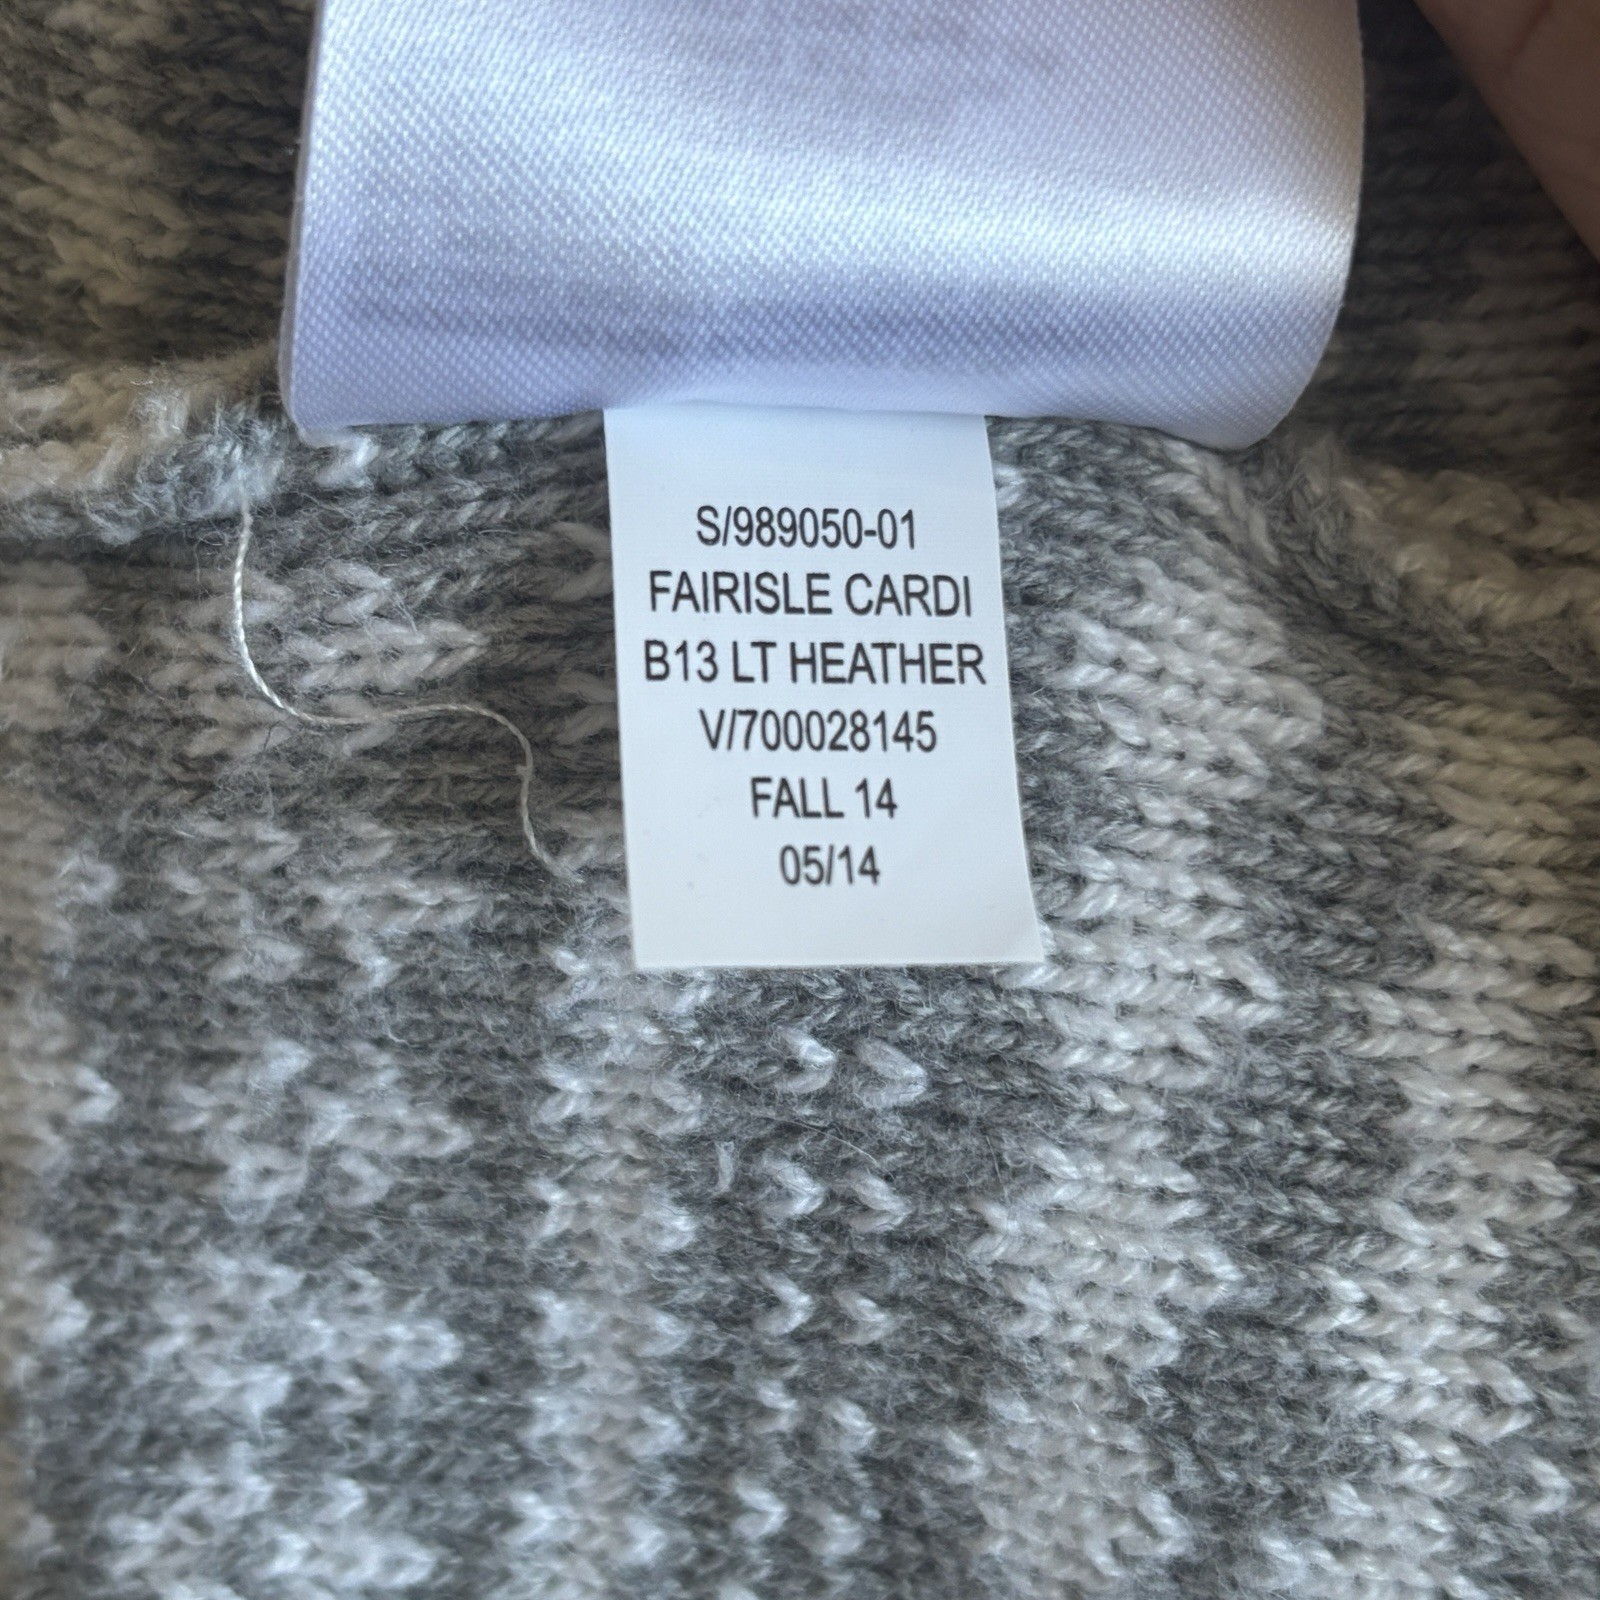 S/989050-01
FAIRISLE CARDI
B13 LT HEATHER
V/700028145
FALL 14
05/14